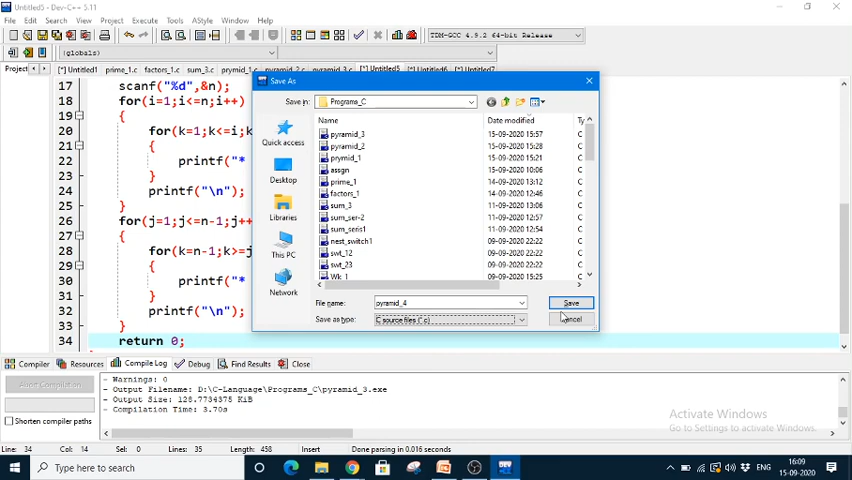 Untitled5 - Dev-C++ 5.11
File Edit Search View Project Execute Tools AStyle Window Help
TDM-GCC 4.9.2 64-bit Release
(globals)
Project
[*] Untitled1 prime_1.c factors_1.c sum_3.c prymid_1.c [*] Untitled5 [*] Untitled6
Save As
Save in: Programs_C
Name Date modified Ty
Quick access
Desktop
Libraries
This PC
Network
pyramid_3 15-09-2020 15:57 C
pyramid_2 15-09-2020 15:28 C
prymid_1 15-09-2020 15:21 C
assgn 15-09-2020 10:06 C
prime_1 14-09-2020 13:12 C
factors_1 14-09-2020 12:46 C
sum_3 11-09-2020 13:06 C
sum_ser-2 11-09-2020 12:57 C
sum_seris1 11-09-2020 12:54 C
nest_switch1 09-09-2020 22:22 C
swt_12 09-09-2020 22:22 C
swt_23 09-09-2020 22:22 C
Wk_1 09-09-2020 15:25 C
File name: pyramid_4 Save
Save as type: C source files (*.c) Cancel
17 scanf("%d",&n);
18 for(i=1;i<=n;i++)
19 {
20 for(k=1;k<=i;k
21 {
22 printf("*
23 }
24 printf("\n");
25 }
26 for(j=1;j<=n-1;j++
27 {
28 for(k=n-1;k>=j
29 {
30 printf("*
31 }
32 printf("\n");
33 }
34 return 0;
Compiler Resources Compile Log Debug Find Results Close
Abort Compilation
Shorten compiler paths
- Warnings: 0
- Output Filename: D:\C-Language\Programs_C\pyramid_3.exe
- Output Size: 128.7734375 KiB
- Compilation Time: 3.70s
Activate Windows
Go to Settings to activate Windows.
Line: 34 Col: 14 Sel: 0 Lines: 35 Length: 458 Insert Done parsing in 0.016 seconds
Type here to search
ENG
16:09
15-09-2020